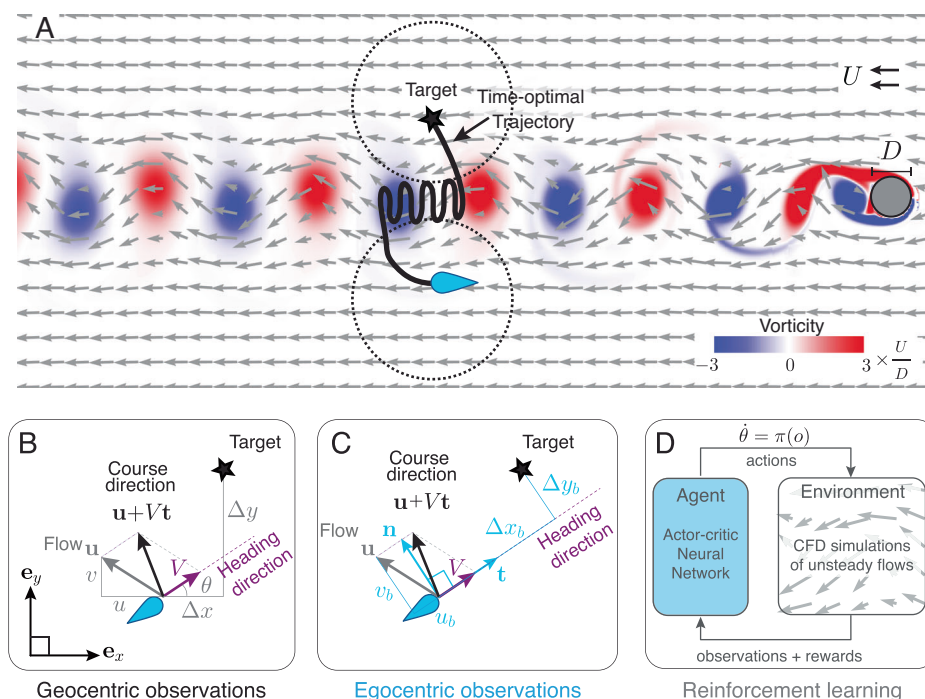 A
U
D
Target
Time-optimal
Trajectory
Vorticity
−3 0 3 × U/D
B
Target
Course
direction
u+Vt
Flow
u
v
u
V
θ
Δx
Δy
Heading
direction
e_y
e_x
Geocentric observations
C
Target
Course
direction
u+Vt
n
Flow
u
v_b
u_b
V
t
Δx_b
Δy_b
Heading
direction
Egocentric observations
D
θ̇ = π(o)
actions
Agent
Actor-critic
Neural
Network
Environment
CFD simulations
of unsteady flows
observations + rewards
Reinforcement learning